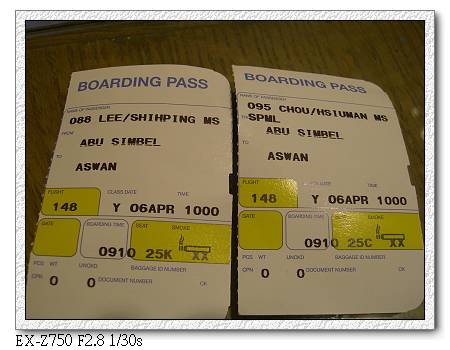 BOARDING PASS
NAME OF PASSENGER
088 LEE/SHIHPING MS
FROM
ABU SIMBEL
TO
ASWAN
FLIGHT CLASS DATE TIME
148 Y 06APR 1000
GATE BOARDING TIME SEAT SMOKE
0910 25K XX
PCS WT UNCKD BAGGAGE ID NUMBER
CPN 0 0 DOCUMENT NUMBER CK
BOARDING PASS
NAME OF PASSENGER
095 CHOU/HSIUMAN MS
SPML
ABU SIMBEL
TO
ASWAN
FLIGHT DATE TIME
148 Y 06APR 1000
GATE BOARDING TIME SEAT SMOKE
0910 25C XX
PCS WT UNCKD BAGGAGE ID NUMBER
CPN 0 0 DOCUMENT NUMBER CK
EX-Z750 F2.8 1/30s